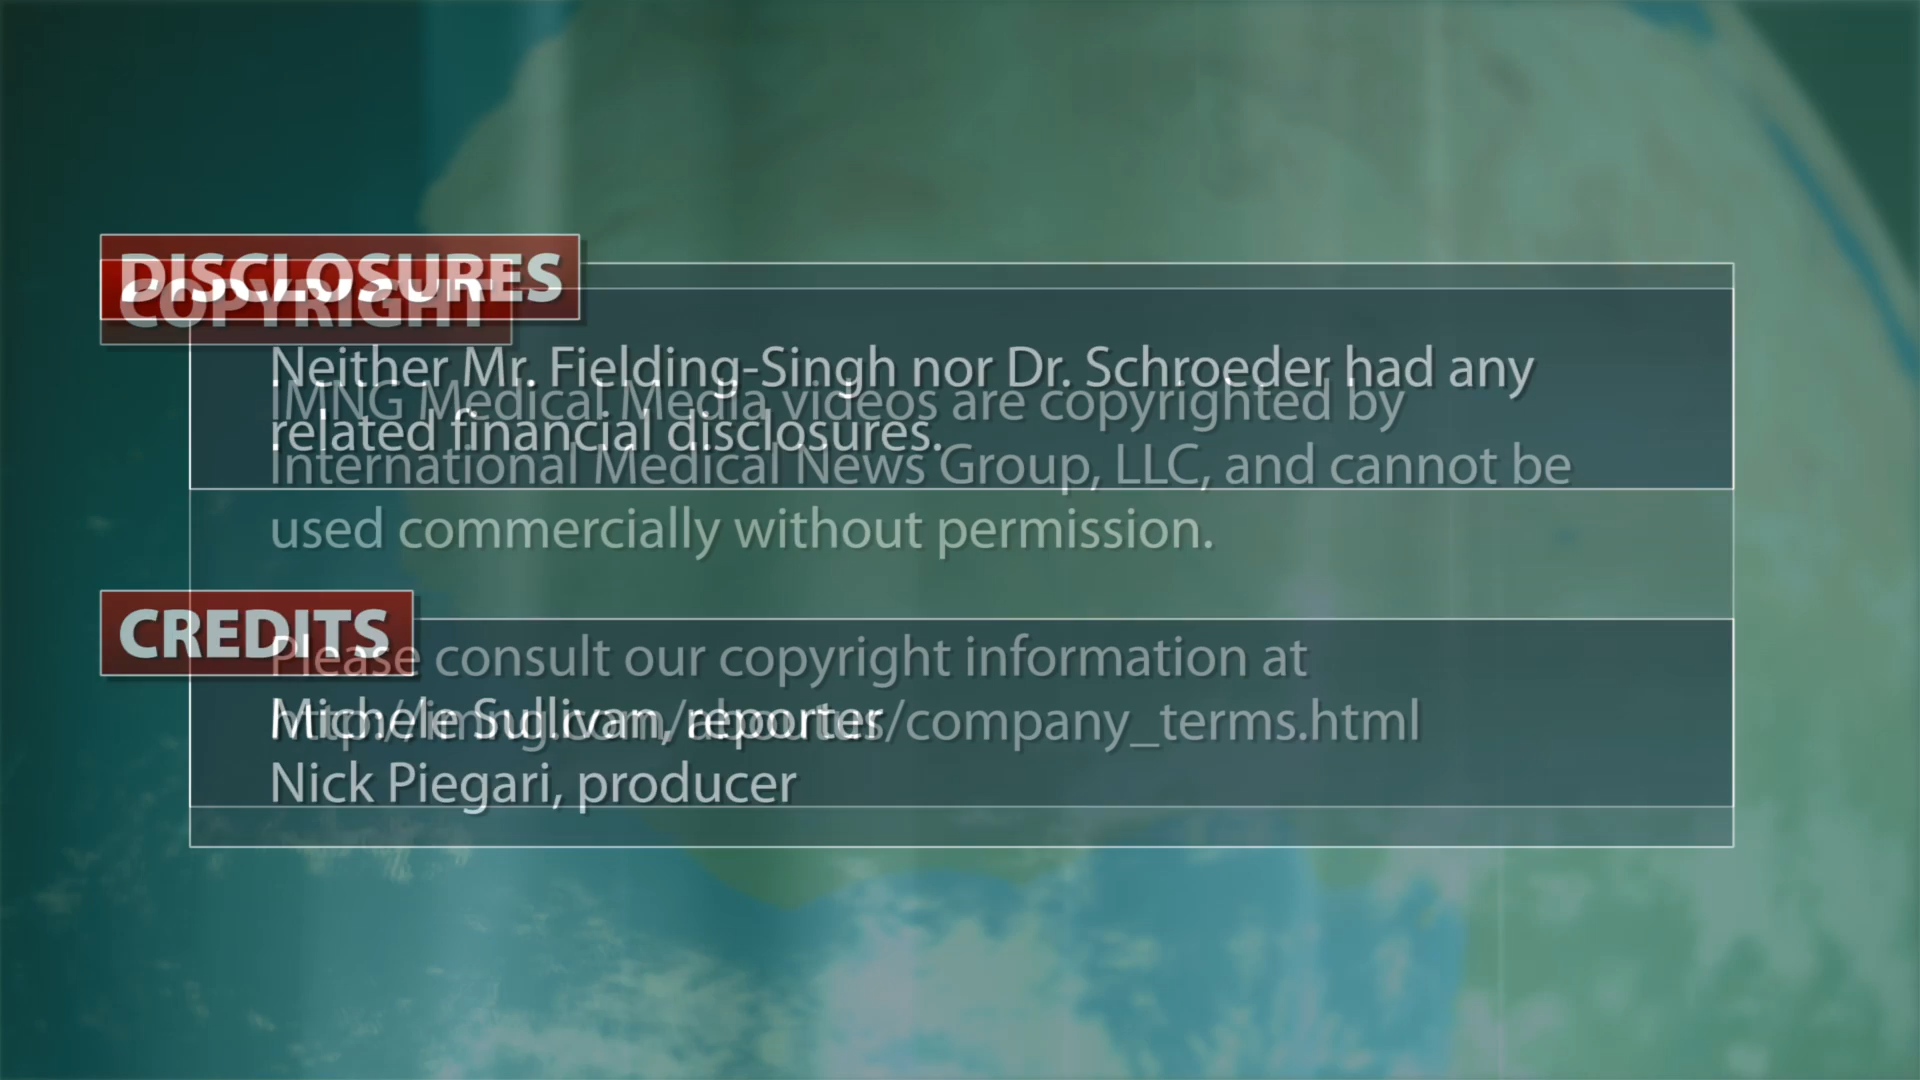 DISCLOSURES
Neither Mr. Fielding-Singh nor Dr. Schroeder had any
related financial disclosures.
CREDITS
Michele Sullivan, reporter
Nick Piegari, producer
COPYRIGHT
IMNG Medical Media videos are copyrighted by
International Medical News Group, LLC, and cannot be
used commercially without permission.
Please consult our copyright information at
/company_terms.html